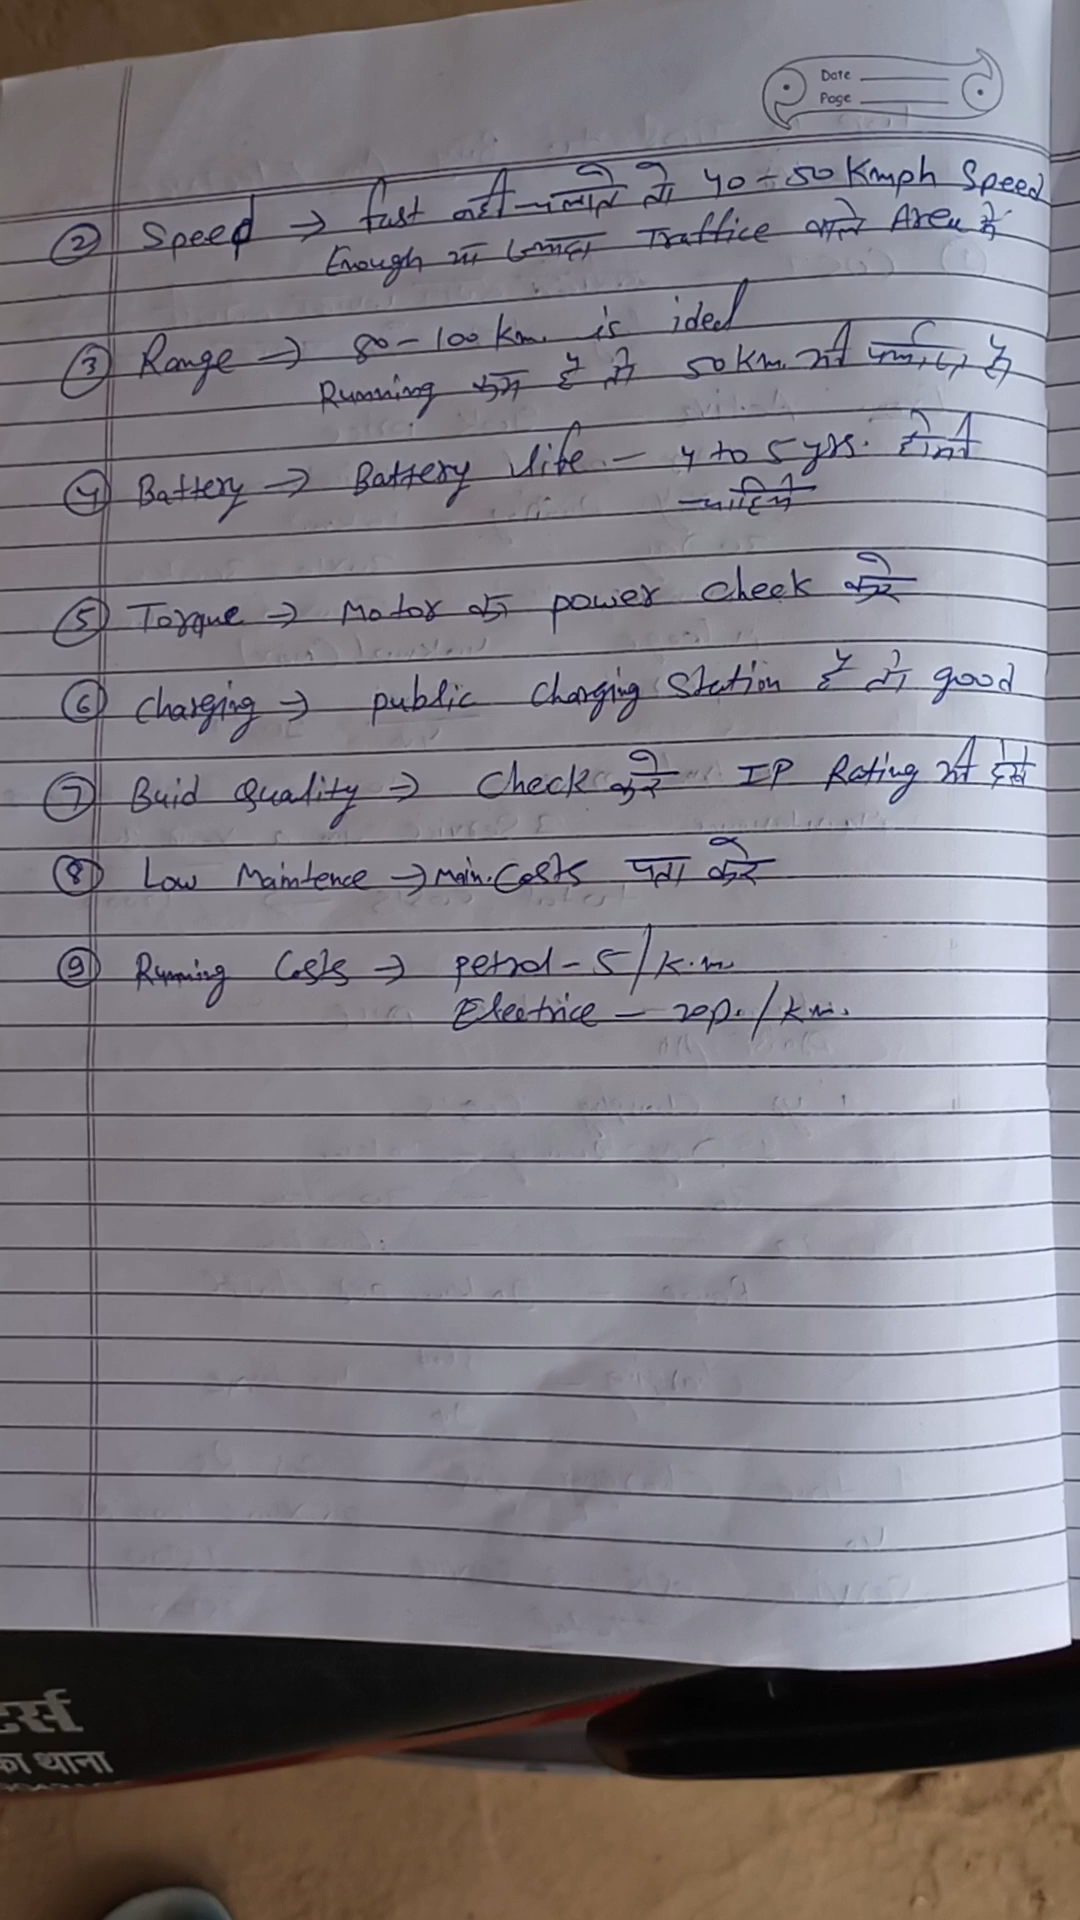 Date
Page
② Speed → fast नही चलाते तो 40-50 Kmph Speed
Enough या ज्यादा Traffice वाले Area में
③ Range → 80-100 Km. is ideal
Running कम है तो 50 Km. भी है
④ Battery → Battery life - 4 to 5 yrs. होनी
चाहिये
⑤ Torque → Motor का power check करे
⑥ Charging → public charging Station है तो good
⑦ Buid Quality → Check करे IP Rating भी देखे
⑧ Low Maintence → Main. Costs पता करे
⑨ Running Costs → petrol - 5/k.m
Electrice - 20p./km.
टर्स
का थाना